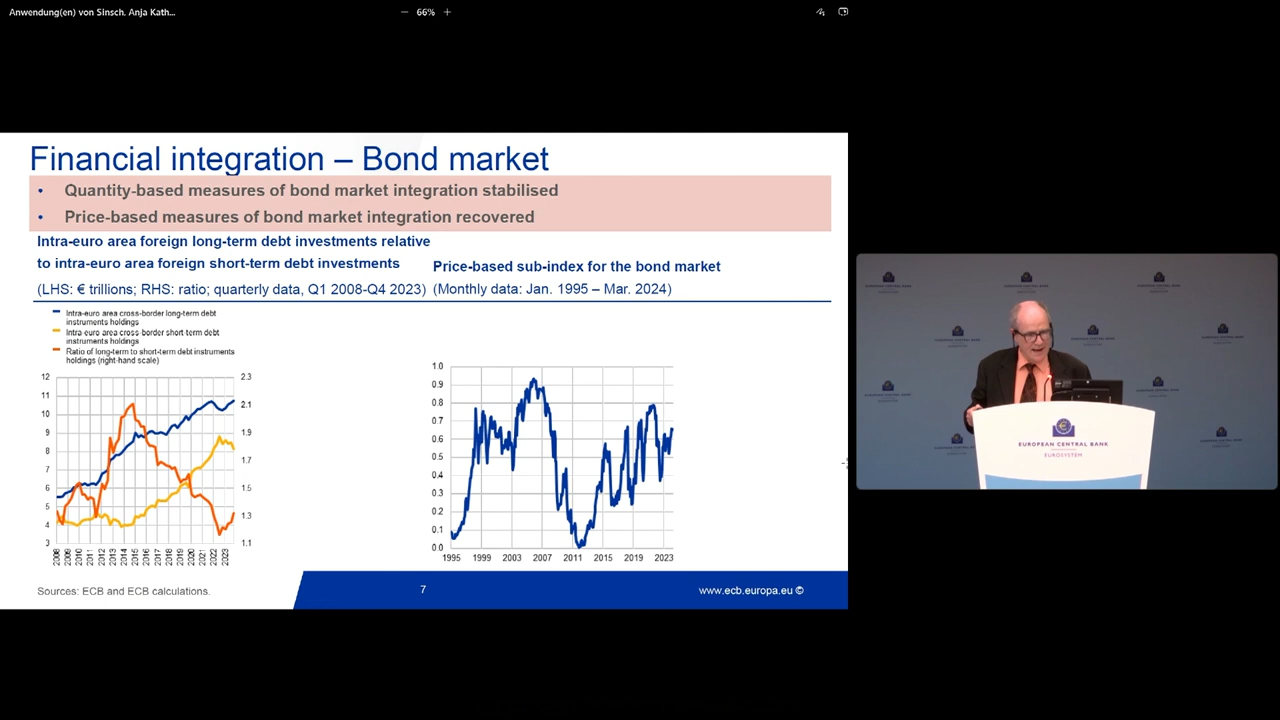 Anwendung(en) von Sinsch, Anja Kath...
— 66% +
Financial integration – Bond market
• Quantity-based measures of bond market integration stabilised
• Price-based measures of bond market integration recovered
Intra-euro area foreign long-term debt investments relative
to intra-euro area foreign short-term debt investments
(LHS: € trillions; RHS: ratio; quarterly data, Q1 2008-Q4 2023)
Price-based sub-index for the bond market
(Monthly data: Jan. 1995 – Mar. 2024)
Intra-euro area cross-border long-term debt
instruments holdings
Intra-euro area cross-border short-term debt
instruments holdings
Ratio of long-term to short-term debt instruments
holdings (right-hand scale)
12
11
10
9
8
7
6
5
4
3
2.3
2.1
1.9
1.7
1.5
1.3
1.1
2008 2009 2010 2011 2012 2013 2014 2015 2016 2017 2018 2019 2020 2021 2022 2023
1.0
0.9
0.8
0.7
0.6
0.5
0.4
0.3
0.2
0.1
0.0
1995 1999 2003 2007 2011 2015 2019 2023
Sources: ECB and ECB calculations.
7
www.ecb.europa.eu ©
EUROPEAN CENTRAL BANK
EUROSYSTEM